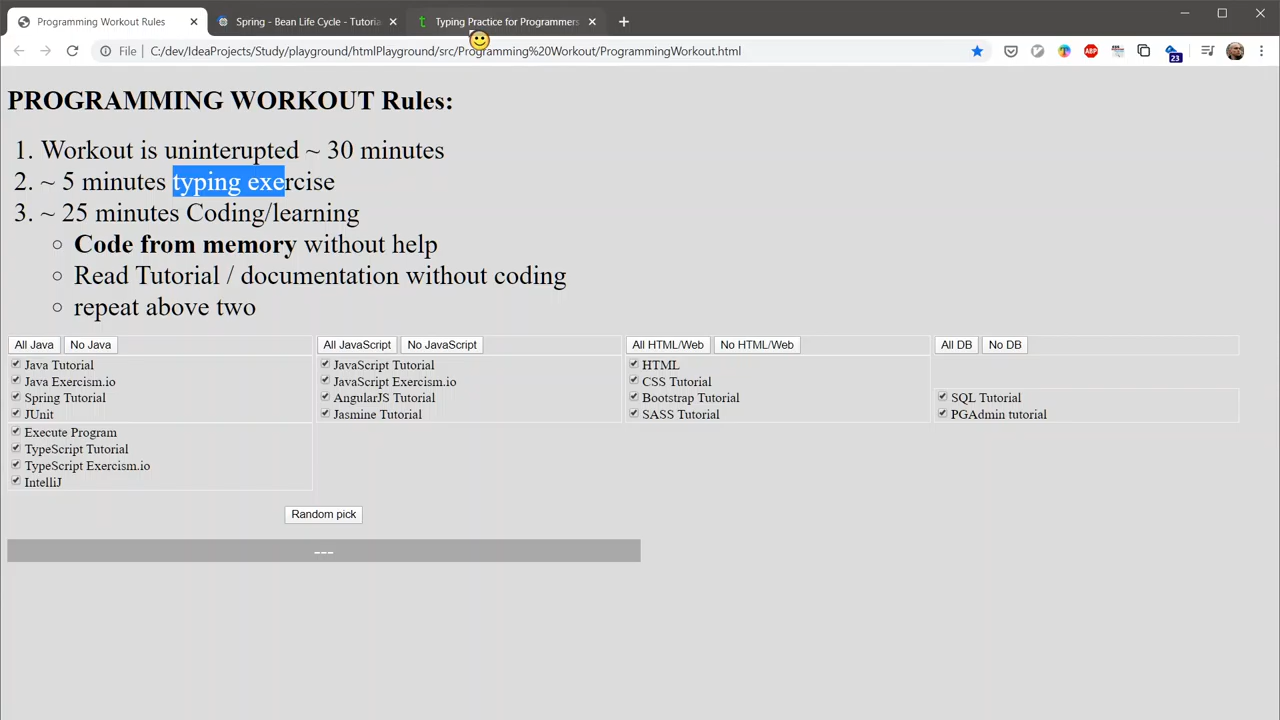 Programming Workout Rules
Spring - Bean Life Cycle - Tutoria
Typing Practice for Programmers
File C:/dev/IdeaProjects/Study/playground/htmlPlayground/src/Programming%20Workout/ProgrammingWorkout.html
ABP
23
PROGRAMMING WORKOUT Rules:
1. Workout is uninterupted ~ 30 minutes
2. ~ 5 minutes typing exercise
3. ~ 25 minutes Coding/learning
Code from memory without help
Read Tutorial / documentation without coding
repeat above two
All Java No Java All JavaScript No JavaScript All HTML/Web No HTML/Web All DB No DB
Java Tutorial JavaScript Tutorial HTML
Java Exercism.io JavaScript Exercism.io CSS Tutorial
Spring Tutorial AngularJS Tutorial Bootstrap Tutorial SQL Tutorial
JUnit Jasmine Tutorial SASS Tutorial PGAdmin tutorial
Execute Program
TypeScript Tutorial
TypeScript Exercism.io
IntelliJ
Random pick
---